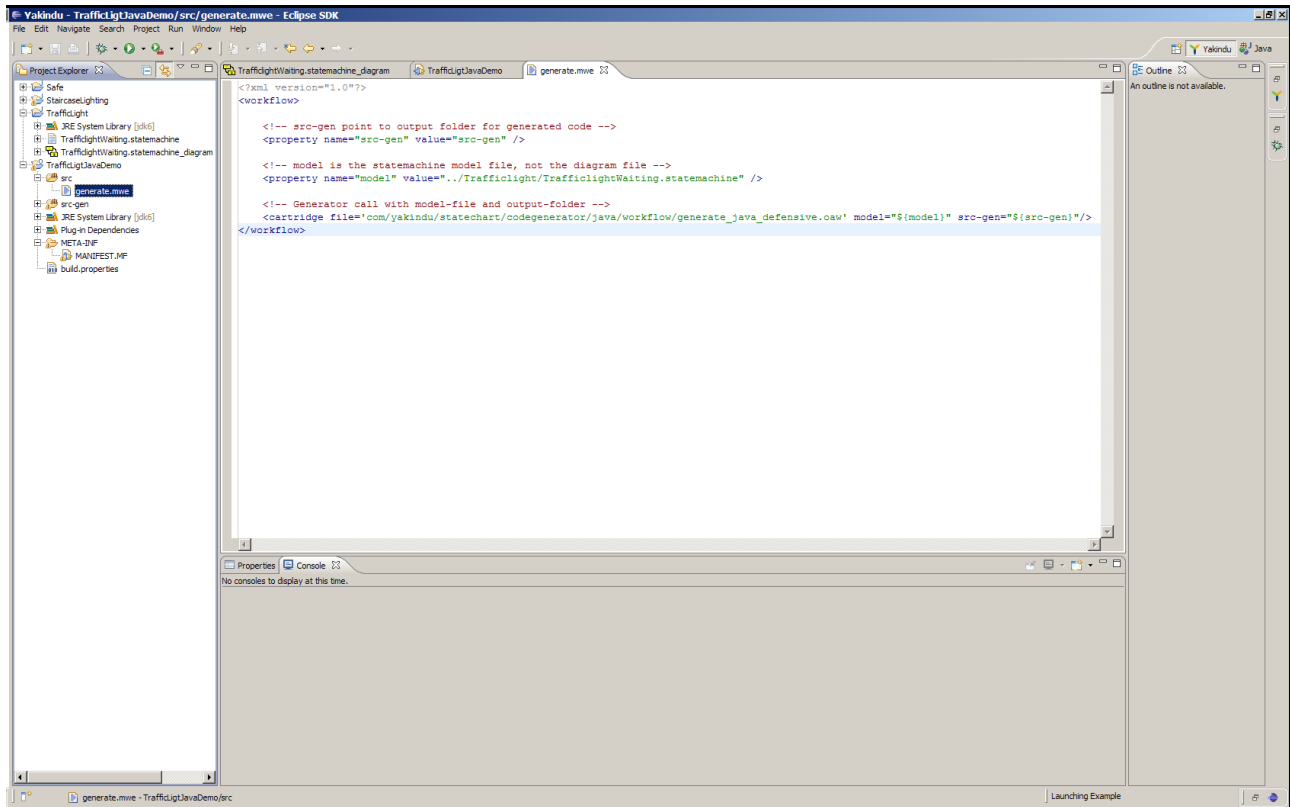 Yakindu - TrafficLigtJavaDemo/src/generate.mwe - Eclipse SDK
File Edit Navigate Search Project Run Window Help
Yakindu Java
Project Explorer
Safe
StaircaseLighting
TrafficLight
JRE System Library [jdk6]
TrafficlightWaiting.statemachine
TrafficlightWaiting.statemachine_diagram
TrafficLigtJavaDemo
src
generate.mwe
src-gen
JRE System Library [jdk6]
Plug-in Dependencies
META-INF
MANIFEST.MF
build.properties
TrafficlightWaiting.statemachine_diagram TrafficLigtJavaDemo generate.mwe
<?xml version="1.0"?>
<workflow>
<!-- src-gen point to output folder for generated code -->
<property name="src-gen" value="src-gen" />
<!-- model is the statemachine model file, not the diagram file -->
<property name="model" value="../Trafficlight/TrafficlightWaiting.statemachine" />
<!-- Generator call with model-file and output-folder -->
<cartridge file='com/yakindu/statechart/codegenerator/java/workflow/generate_java_defensive.oaw' model="${model}" src-gen="${src-gen}"/>
</workflow>
Outline
An outline is not available.
Properties Console
No consoles to display at this time.
generate.mwe - TrafficLigtJavaDemo/src
Launching Example